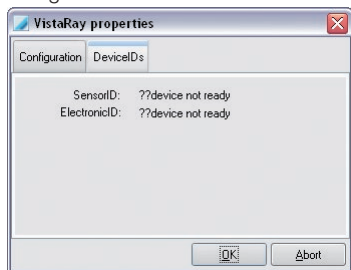 VistaRay properties
Configuration DeviceIDs
SensorID: ??device not ready
ElectronicID: ??device not ready
OK Abort